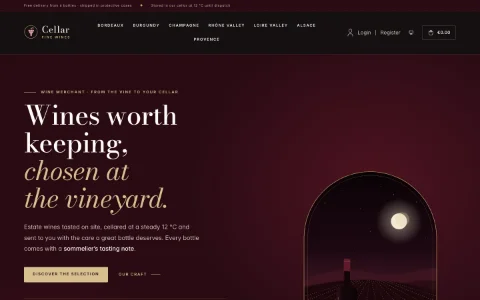 Free delivery from 6 bottles - shipped in protective cases
Stored in our cellar at 12 °C until dispatch
Cellar
FINE WINES
BORDEAUX BURGUNDY CHAMPAGNE RHÔNE VALLEY LOIRE VALLEY ALSACE
PROVENCE
Login | Register
€0.00
WINE MERCHANT · FROM THE VINE TO YOUR CELLAR
Wines worth
keeping,
chosen at
the vineyard.
Estate wines tasted on site, cellared at a steady 12 °C and
sent to you with the care a great bottle deserves. Every bottle
comes with a sommelier's tasting note.
DISCOVER THE SELECTION
OUR CRAFT